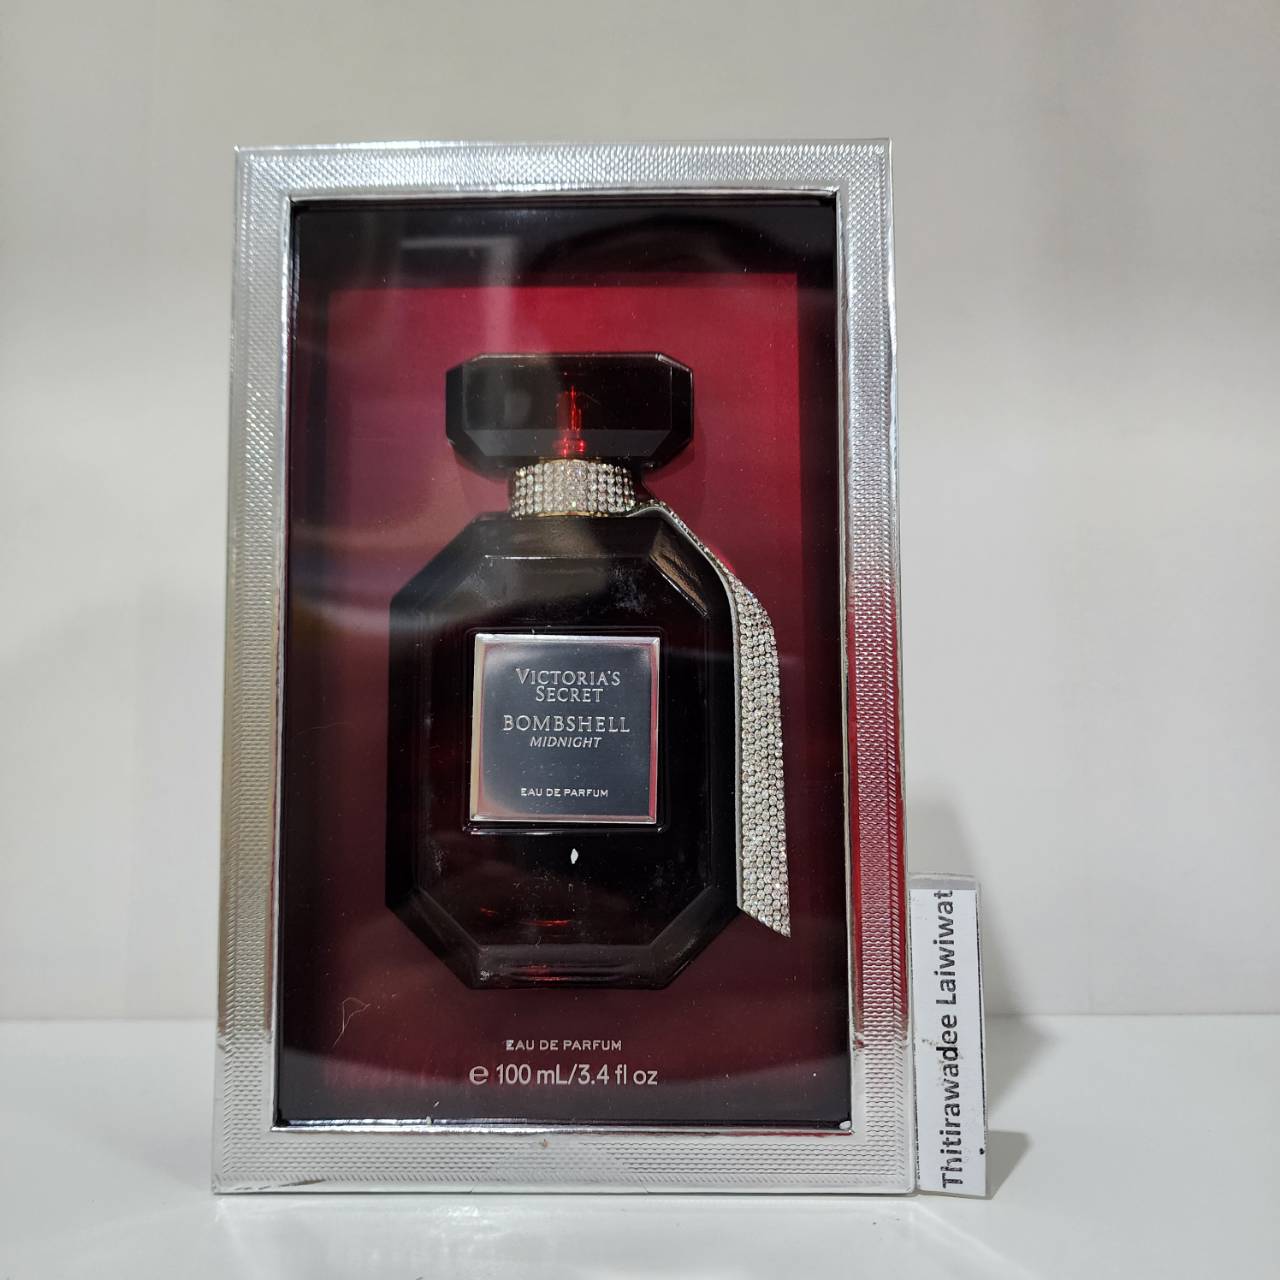 VICTORIA'S
SECRET
BOMBSHELL
MIDNIGHT
EAU DE PARFUM
EAU DE PARFUM
℮ 100 mL/3.4 fl oz
Thitirawadee Laiwiwat